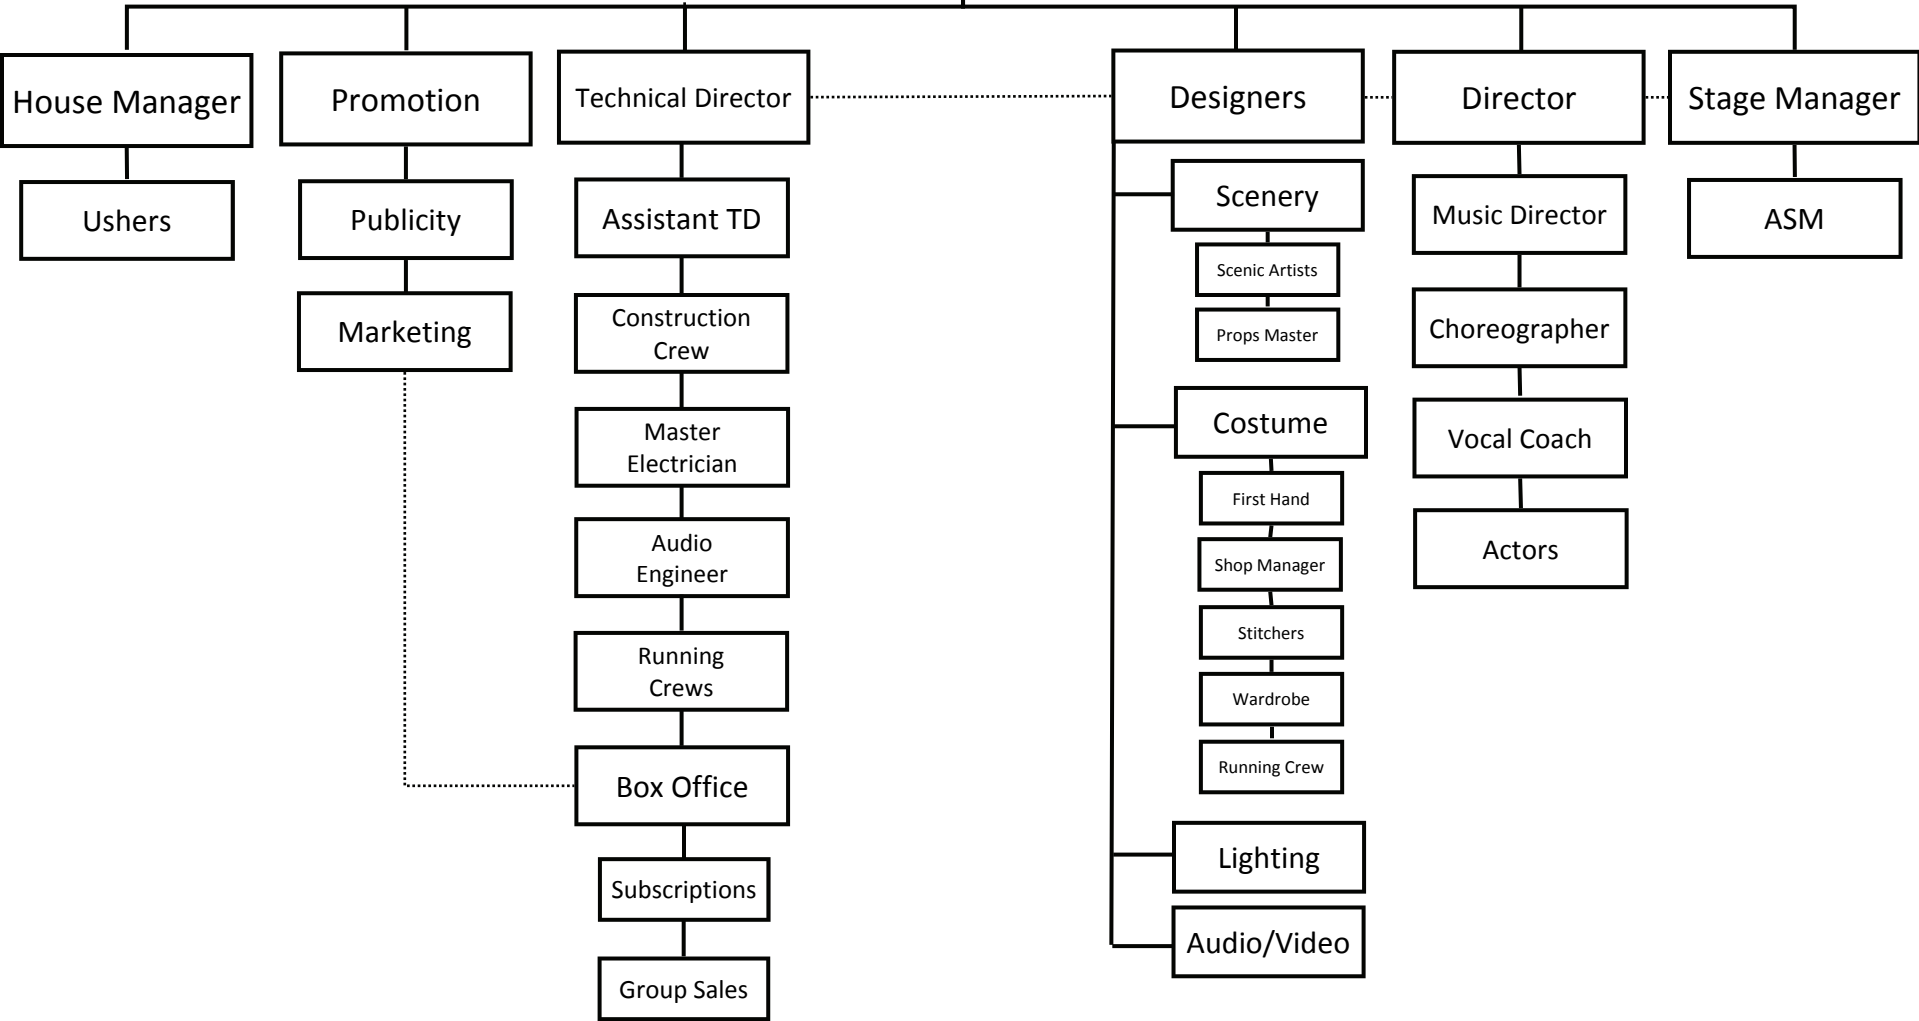 House Manager
Promotion
Technical Director
Designers
Director
Stage Manager
Ushers
Publicity
Marketing
Assistant TD
Construction
Crew
Master
Electrician
Audio
Engineer
Running
Crews
Box Office
Subscriptions
Group Sales
Scenery
Scenic Artists
Props Master
Costume
First Hand
Shop Manager
Stitchers
Wardrobe
Running Crew
Lighting
Audio/Video
Music Director
Choreographer
Vocal Coach
Actors
ASM